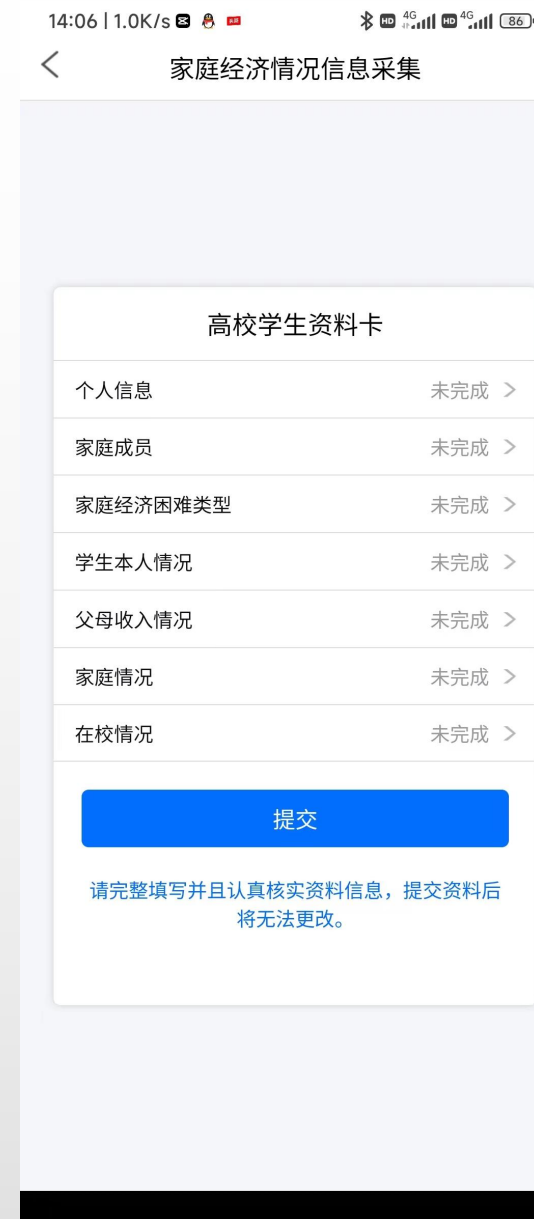 14:06 | 1.0K/s HD 4G HD 4G 86
家庭经济情况信息采集
高校学生资料卡
个人信息 未完成
家庭成员 未完成
家庭经济困难类型 未完成
学生本人情况 未完成
父母收入情况 未完成
家庭情况 未完成
在校情况 未完成
提交
请完整填写并且认真核实资料信息，提交资料后
将无法更改。